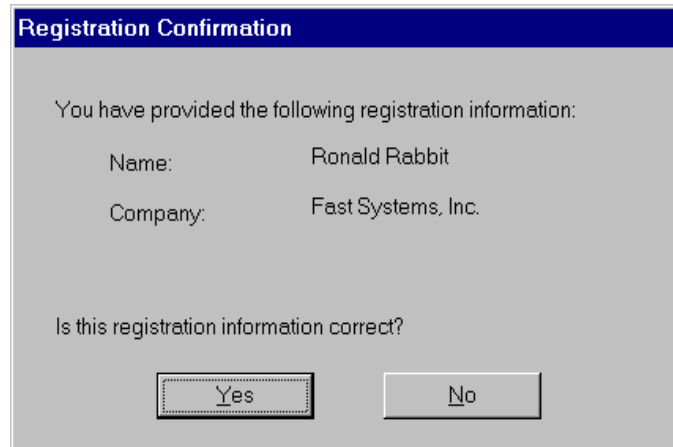 Registration Confirmation
You have provided the following registration information:
Name: Ronald Rabbit
Company: Fast Systems, Inc.
Is this registration information correct?
Yes No